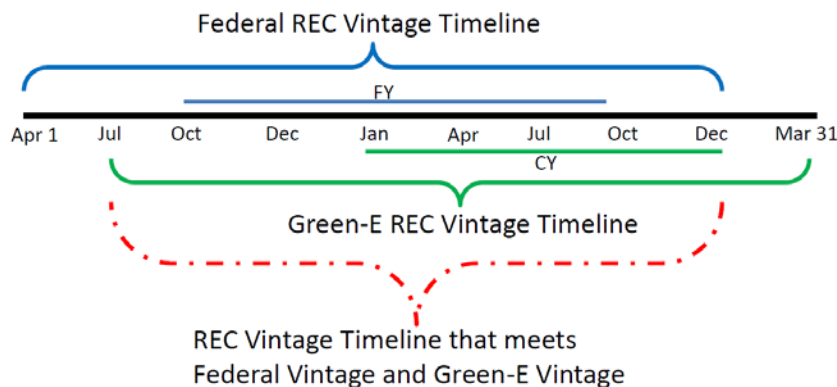 Federal REC Vintage Timeline
FY
Apr 1 Jul Oct Dec Jan Apr Jul Oct Dec Mar 31
CY
Green-E REC Vintage Timeline
REC Vintage Timeline that meets
Federal Vintage and Green-E Vintage